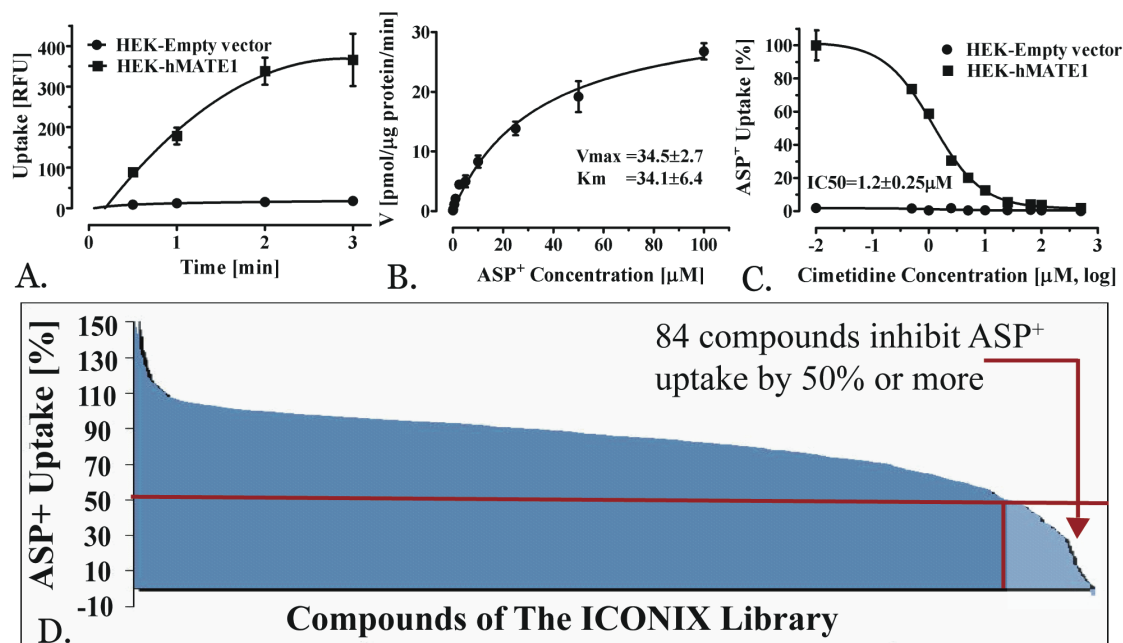 HEK-Empty vector
HEK-hMATE1
Uptake [RFU]
400
300
200
100
0
0 1 2 3
Time [min]
A.
V [pmol/µg protein/min]
30
20
10
0
Vmax =34.5±2.7
Km =34.1±6.4
0 20 40 60 80 100
ASP⁺ Concentration [µM]
B.
ASP⁺ Uptake [%]
100
80
60
40
20
0
HEK-Empty vector
HEK-hMATE1
IC50=1.2±0.25µM
-2 -1 0 1 2 3
Cimetidine Concentration [µM, log]
C.
ASP+ Uptake [%]
150
130
110
90
70
50
30
10
-10
84 compounds inhibit ASP⁺
uptake by 50% or more
Compounds of The ICONIX Library
D.